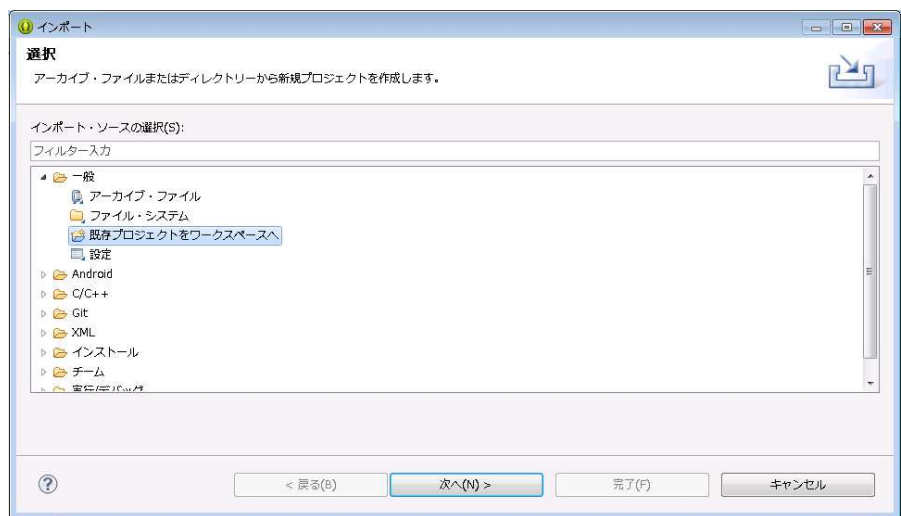 インポート
選択
アーカイブ・ファイルまたはディレクトリーから新規プロジェクトを作成します。
インポート・ソースの選択(S):
フィルター入力
一般
アーカイブ・ファイル
ファイル・システム
既存プロジェクトをワークスペースへ
設定
Android
C/C++
Git
XML
インストール
チーム
実行/デバッグ
< 戻る(B)
次へ(N) >
完了(F)
キャンセル